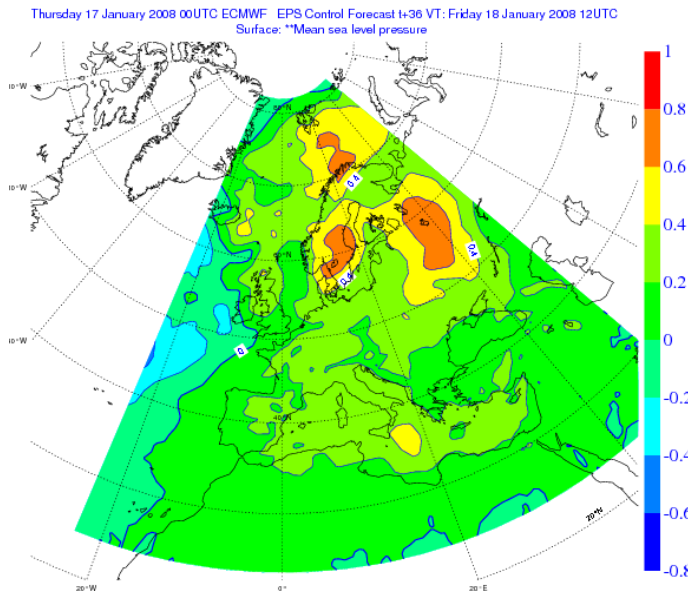 Thursday 17 January 2008 00UTC ECMWF EPS Control Forecast t+36 VT: Friday 18 January 2008 12UTC
Surface: **Mean sea level pressure
1
0.8
0.6
0.4
0.2
0
-0.2
-0.4
-0.6
-0.8
0.4
0.4
0.4
0
40°N
20°N
20°W
0°
20°E